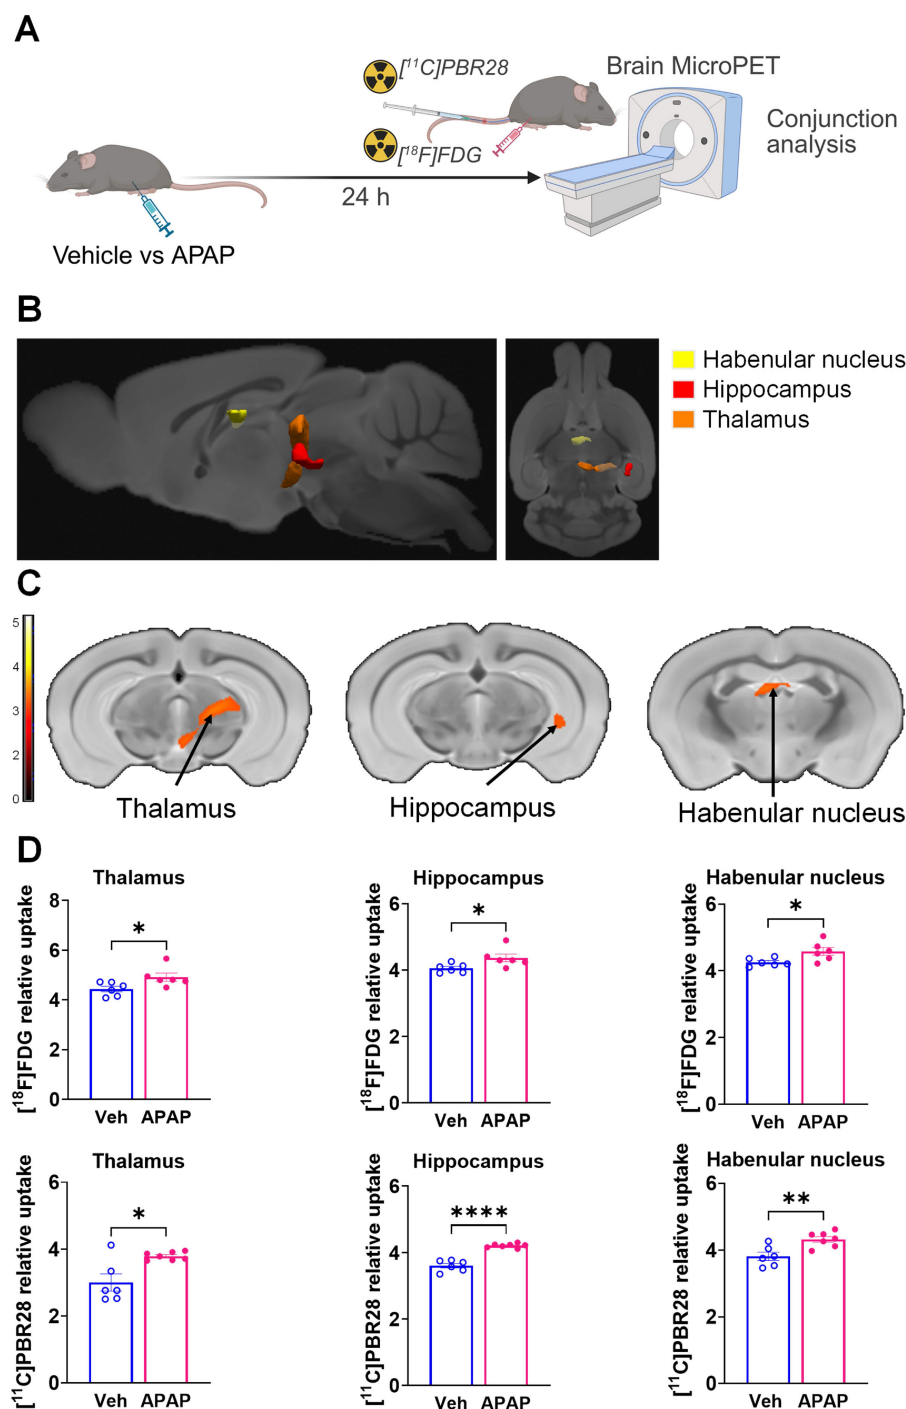 A
[¹¹C]PBR28
Brain MicroPET
Conjunction
analysis
[¹⁸F]FDG
24 h
Vehicle vs APAP
B
Habenular nucleus
Hippocampus
Thalamus
C
5
4
3
2
1
0
Thalamus
Hippocampus
Habenular nucleus
D
Thalamus
[¹⁸F]FDG relative uptake
8
6
4
2
0
*
Veh APAP
Hippocampus
[¹⁸F]FDG relative uptake
6
4
2
0
*
Veh APAP
Habenular nucleus
[¹⁸F]FDG relative uptake
6
4
2
0
*
Veh APAP
Thalamus
[¹¹C]PBR28 relative uptake
6
4
2
0
*
Veh APAP
Hippocampus
[¹¹C]PBR28 relative uptake
6
4
2
0
****
Veh APAP
Habenular nucleus
[¹¹C]PBR28 relative uptake
6
4
2
0
**
Veh APAP